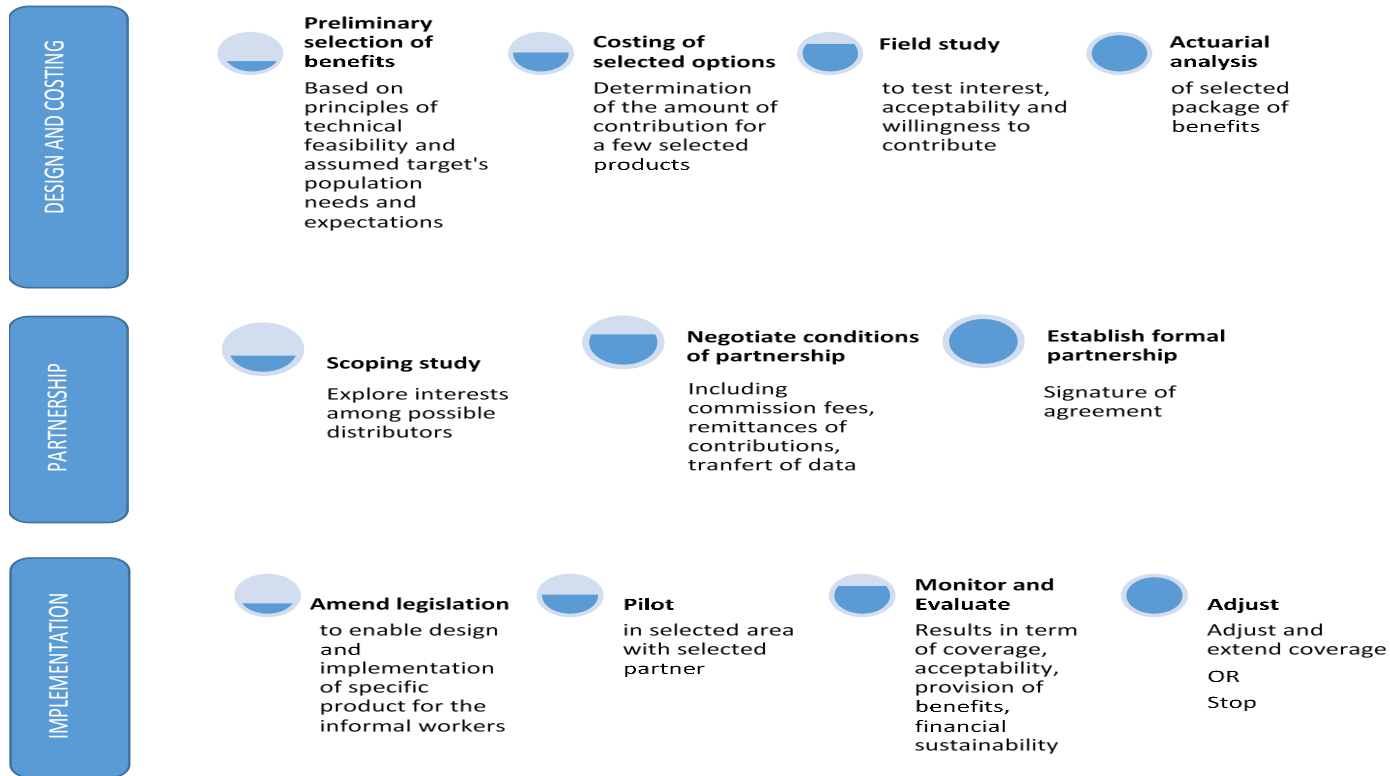 DESIGN AND COSTING
Preliminary
selection of
benefits
Based on
principles of
technical
feasibility and
assumed target's
population
needs and
expectations
Costing of
selected options
Determination
of the amount of
contribution for
a few selected
products
Field study
to test interest,
acceptability and
willingness to
contribute
Actuarial
analysis
of selected
package of
benefits
PARTNERSHIP
Scoping study
Explore interests
among possible
distributors
Negotiate conditions
of partnership
Including
commission fees,
remittances of
contributions,
tranfert of data
Establish formal
partnership
Signature of
agreement
IMPLEMENTATION
Amend legislation
to enable design
and
implementation
of specific
product for the
informal workers
Pilot
in selected area
with selected
partner
Monitor and
Evaluate
Results in term
of coverage,
acceptability,
provision of
benefits,
financial
sustainability
Adjust
Adjust and
extend coverage
OR
Stop